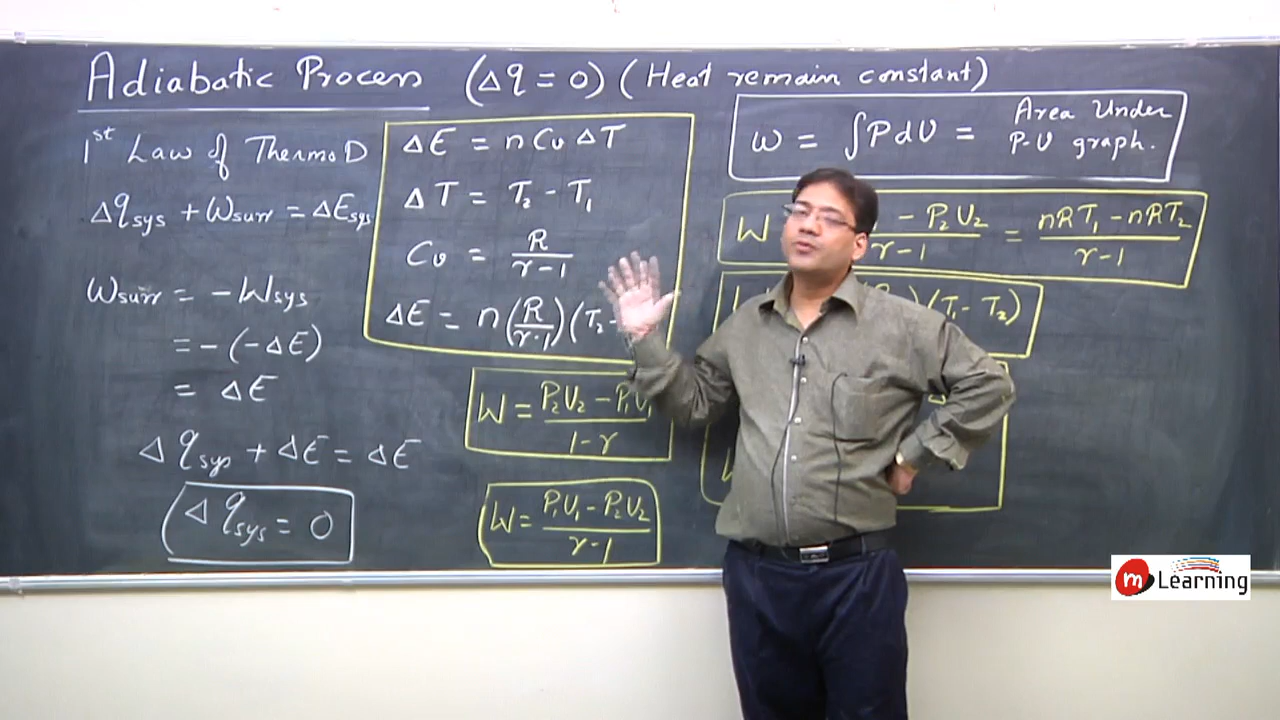 Adiabatic Process (Δq = 0) (Heat remain constant)
1st Law of ThermoD
Δqsys + Wsurr = ΔEsys
Wsurr = -Wsys
= -(-ΔE)
= ΔE
Δqsys + ΔE = ΔE
Δqsys = 0
ΔE = nCv ΔT
ΔT = T2 - T1
Cv = R/(γ-1)
ΔE = n(R/(γ-1))(T2-
W = (P2V2 - P1V1)/(1-γ)
W = (P1V1 - P2V2)/(γ-1)
W = ∫PdV = Area Under
P-V graph.
W - P2V2/(γ-1) = (nRT1 - nRT2)/(γ-1)
)(T1 - T2)
m Learning